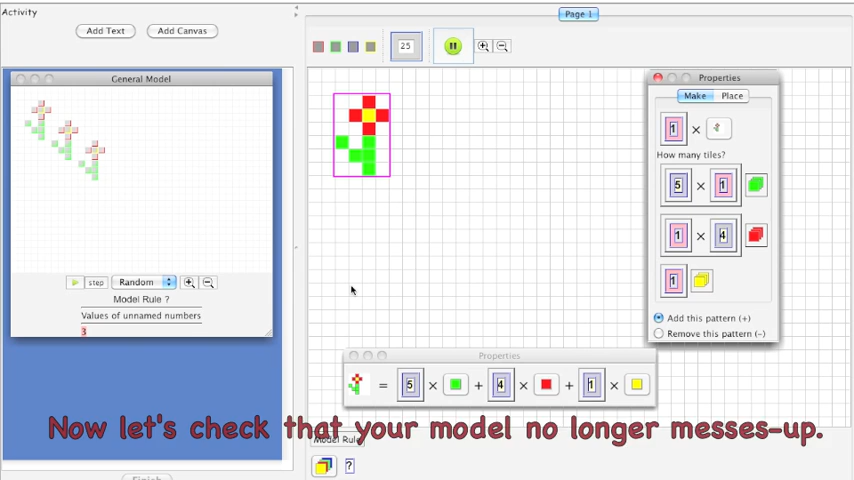 Activity
Page 1
Add Text
Add Canvas
25
General Model
Properties
Make
Place
1 ×
How many tiles?
5 × 1
1 × 4
1
step
Random
Model Rule ?
Values of unnamed numbers
3
Add this pattern (+)
Remove this pattern (−)
Properties
= 5 × + 4 × + 1 ×
Now let's check that your model no longer messes-up.
Model Rule
?
Finish